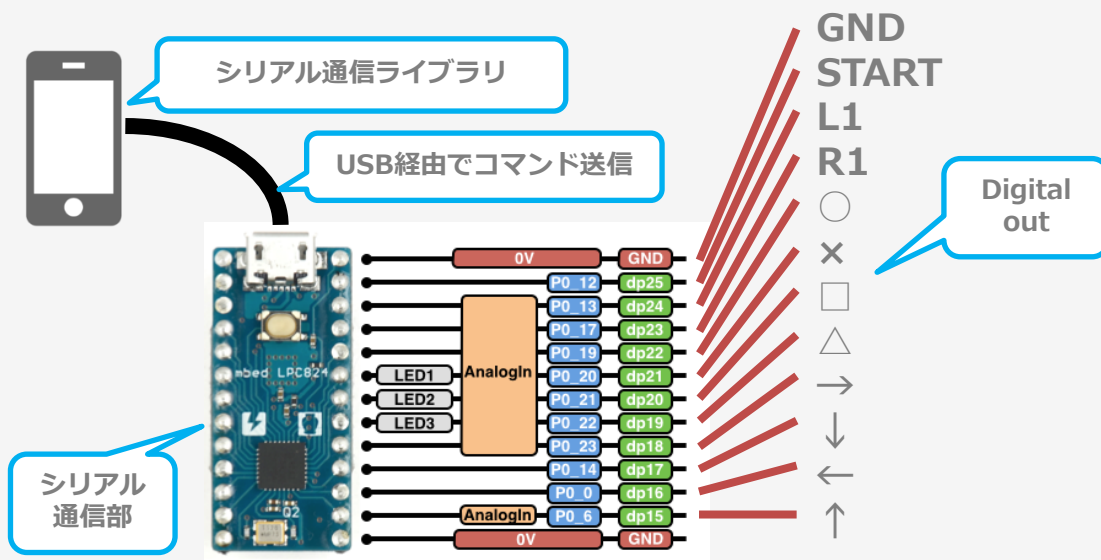 シリアル通信ライブラリ
USB経由でコマンド送信
シリアル
通信部
mbed LPC824
Q2
0V GND
P0_12 dp25
P0_13 dp24
P0_17 dp23
P0_19 dp22
LED1 AnalogIn P0_20 dp21
LED2 P0_21 dp20
LED3 P0_22 dp19
P0_23 dp18
P0_14 dp17
P0_0 dp16
AnalogIn P0_6 dp15
0V GND
GND
START
L1
R1
○
×
□
△
→
↓
←
↑
Digital
out